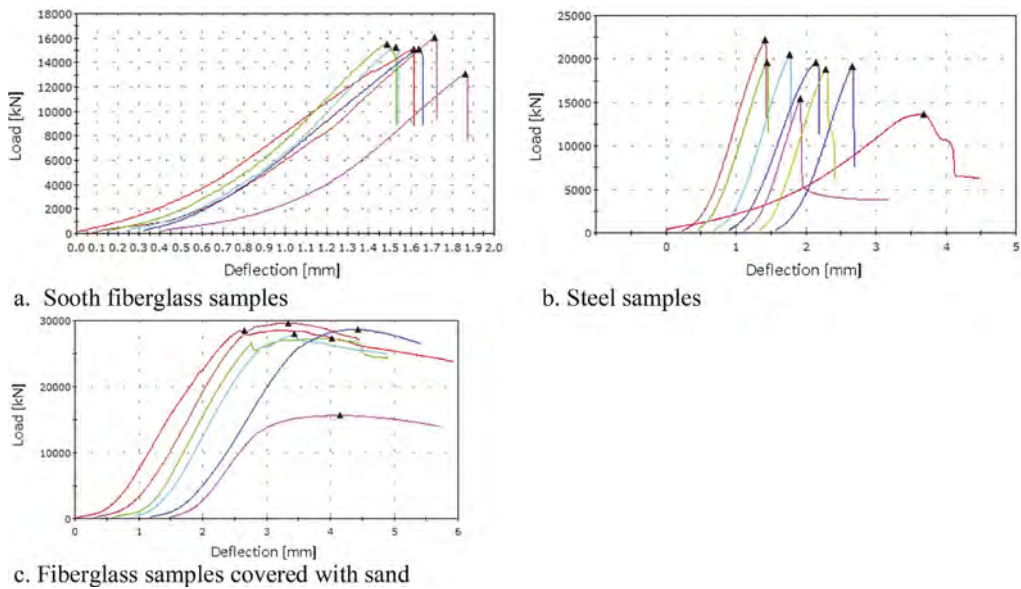 18000
16000
14000
12000
10000
8000
6000
4000
2000
0
Load [kN]
0.0 0.1 0.2 0.3 0.4 0.5 0.6 0.7 0.8 0.9 1.0 1.1 1.2 1.3 1.4 1.5 1.6 1.7 1.8 1.9 2.0
Deflection [mm]
a. Sooth fiberglass samples
25000
20000
15000
10000
5000
0
Load [kN]
0 1 2 3 4 5
Deflection [mm]
b. Steel samples
30000
20000
10000
0
Load [kN]
0 1 2 3 4 5 6
Deflection [mm]
c. Fiberglass samples covered with sand